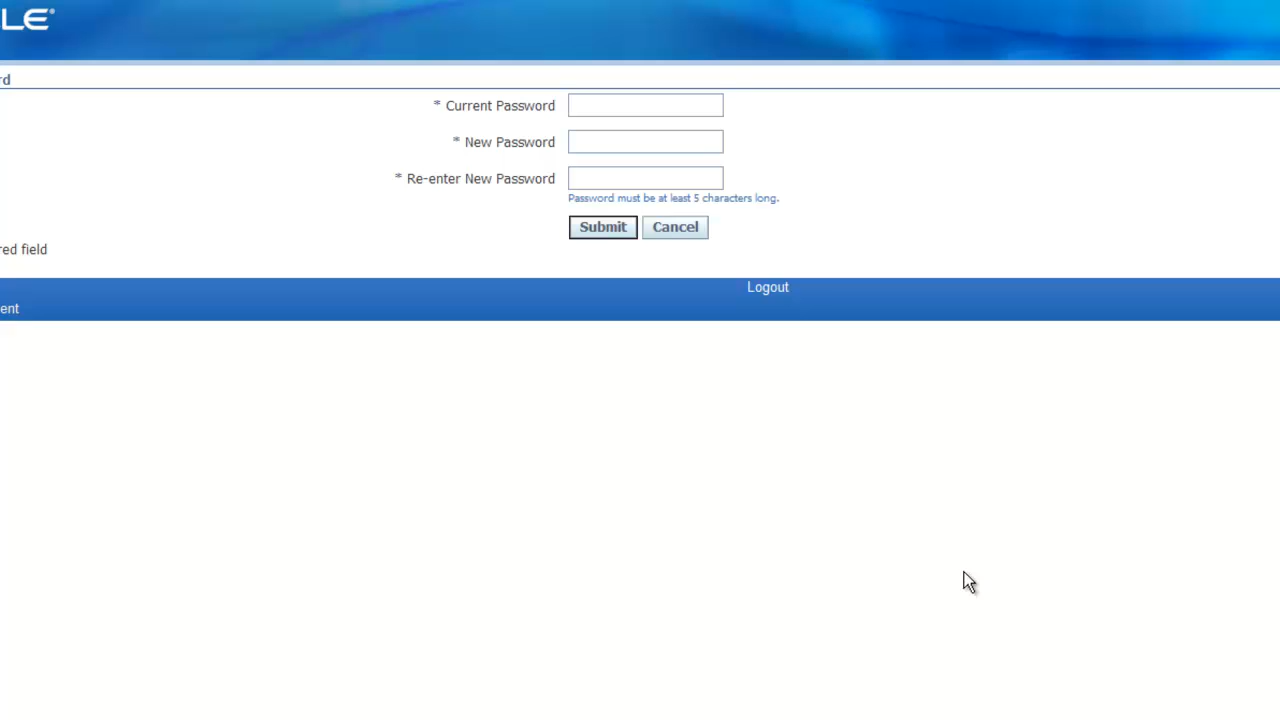 LE
rd
* Current Password
* New Password
* Re-enter New Password
Password must be at least 5 characters long.
Submit Cancel
red field
Logout
ent